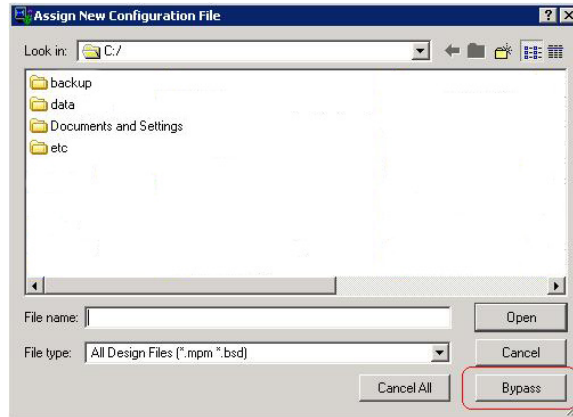 Assign New Configuration File
Look in: C:/
backup
data
Documents and Settings
etc
File name: Open
File type: All Design Files (*.mpm *.bsd) Cancel
Cancel All Bypass